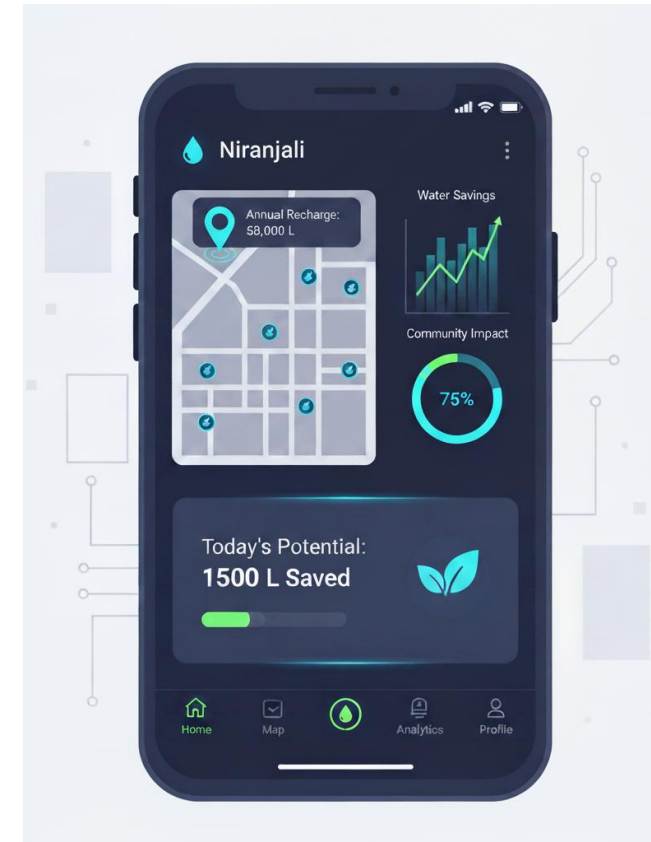 Niranjali
Annual Recharge:
58,000 L
Water Savings
Community Impact
75%
Today's Potential:
1500 L Saved
Home
Map
Analytics
Profile